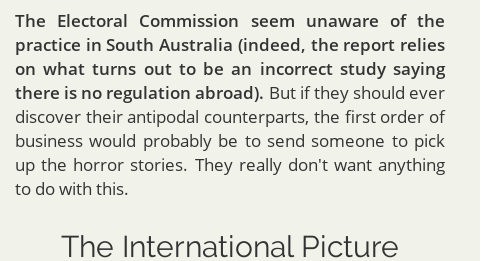 The Electoral Commission seem unaware of the
practice in South Australia (indeed, the report relies
on what turns out to be an incorrect study saying
there is no regulation abroad). But if they should ever
discover their antipodal counterparts, the first order of
business would probably be to send someone to pick
up the horror stories. They really don't want anything
to do with this.
The International Picture